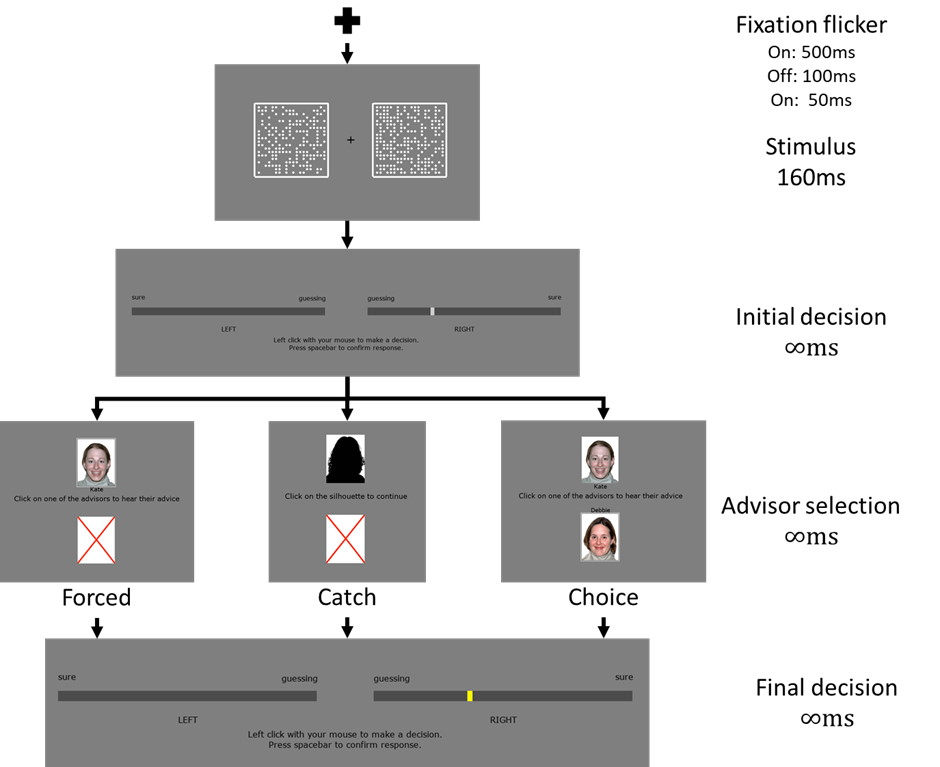 Fixation flicker
On: 500ms
Off: 100ms
On: 50ms
Stimulus
160ms
sure
guessing
guessing
sure
LEFT
RIGHT
Left click with your mouse to make a decision.
Press spacebar to confirm response.
Initial decision
∞ms
Kate
Click on one of the advisors to hear their advice
Click on the silhouette to continue
Kate
Click on one of the advisors to hear their advice
Debbie
Advisor selection
∞ms
Forced
Catch
Choice
sure
guessing
guessing
sure
LEFT
RIGHT
Left click with your mouse to make a decision.
Press spacebar to confirm response.
Final decision
∞ms